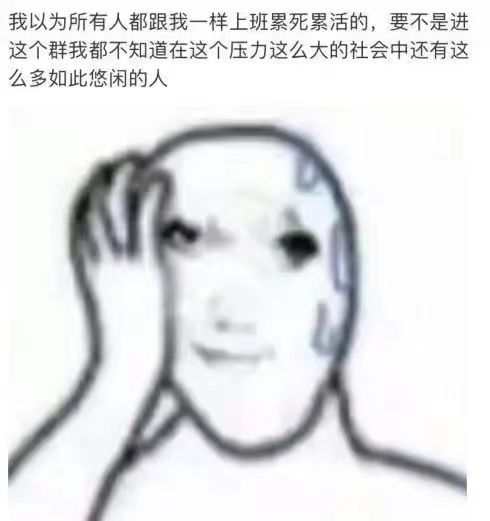 我以为所有人都跟我一样上班累死累活的，要不是进
这个群我都不知道在这个压力这么大的社会中还有这
么多如此悠闲的人